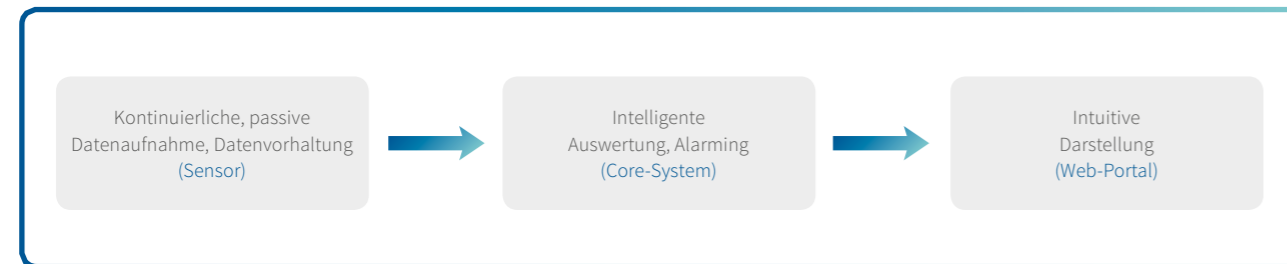 Kontinuierliche, passive
Datenaufnahme, Datenvorhaltung
(Sensor)
Intelligente
Auswertung, Alarming
(Core-System)
Intuitive
Darstellung
(Web-Portal)